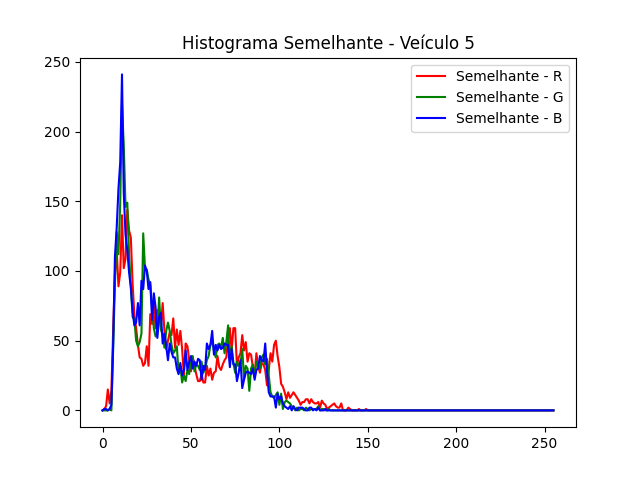 Histograma Semelhante - Veículo 5
Semelhante - R
Semelhante - G
Semelhante - B
250
200
150
100
50
0
0 50 100 150 200 250